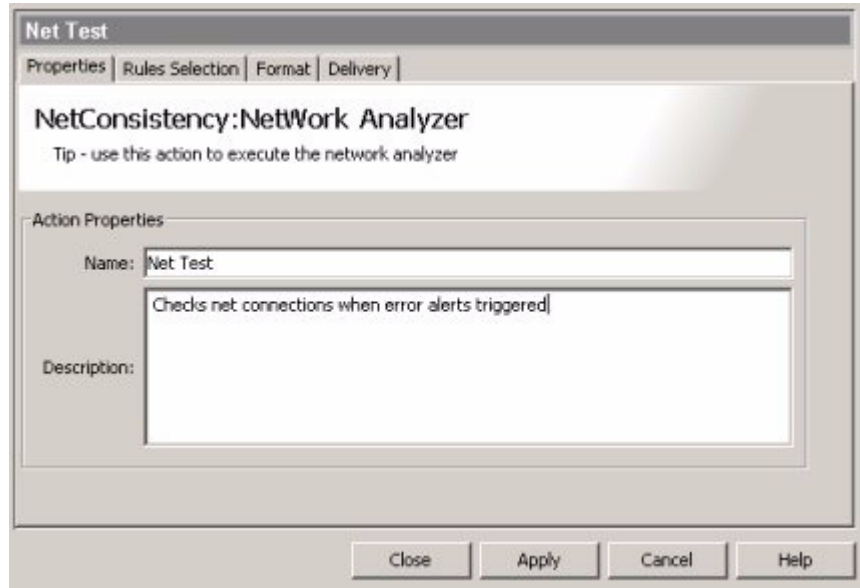 Net Test
Properties Rules Selection Format Delivery
NetConsistency:NetWork Analyzer
Tip - use this action to execute the network analyzer
Action Properties
Name: Net Test
Checks net connections when error alerts triggered
Description:
Close Apply Cancel Help